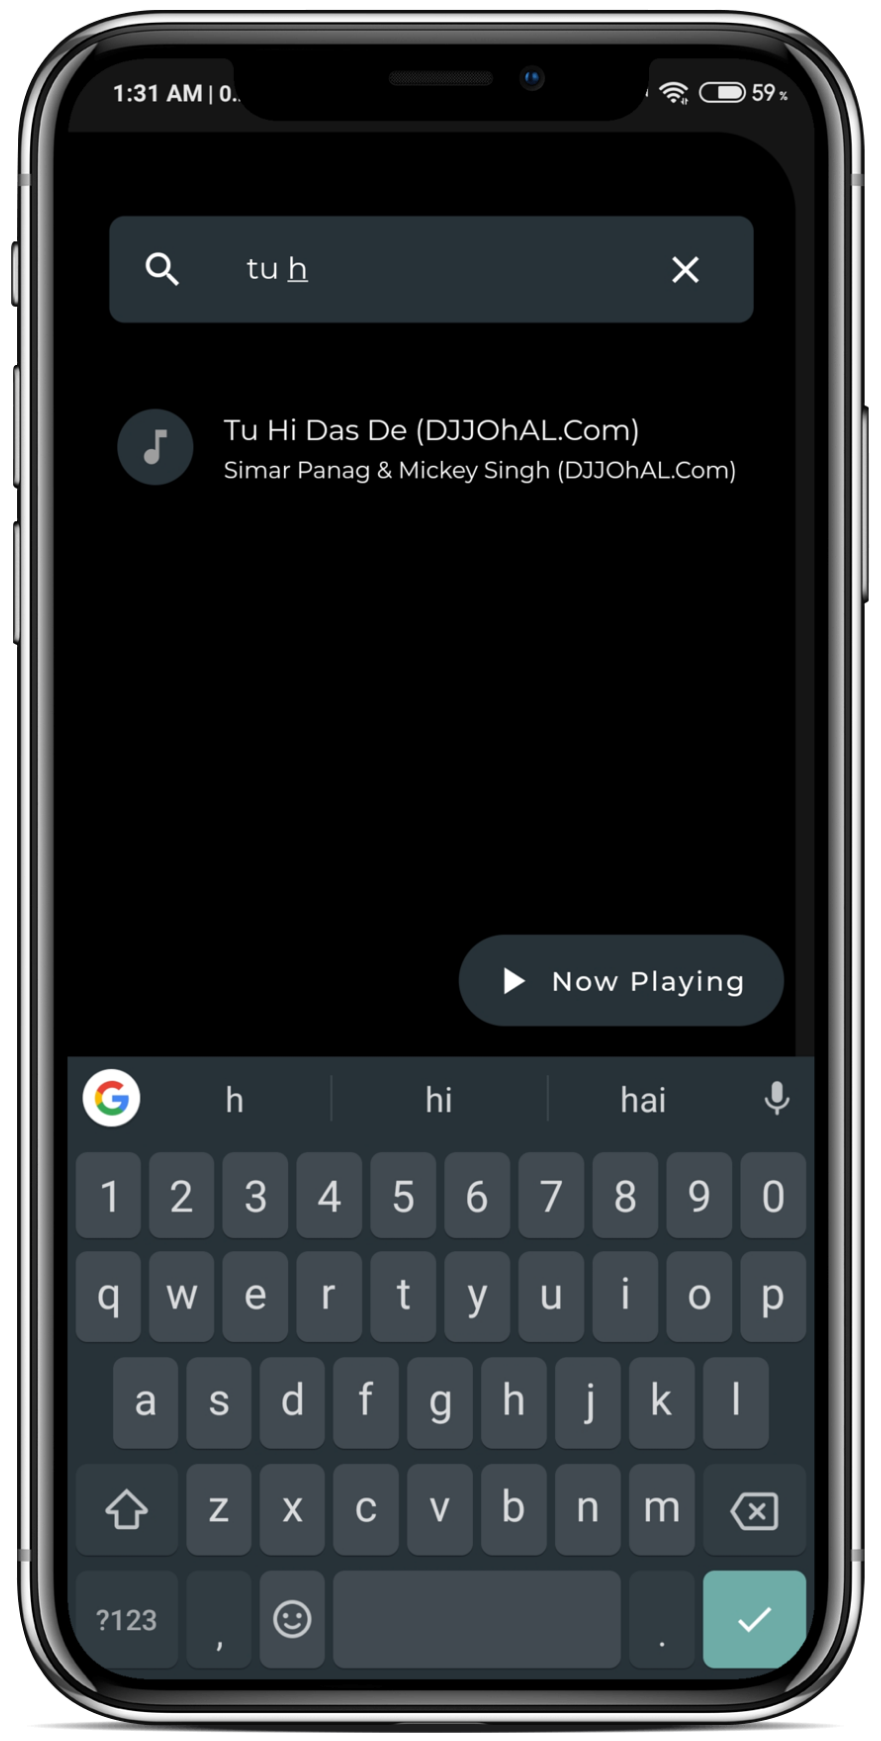 1:31 AM | 0..
59%
tu h
Tu Hi Das De (DJJOhAL.Com)
Simar Panag & Mickey Singh (DJJOhAL.Com)
Now Playing
G h hi hai
1 2 3 4 5 6 7 8 9 0
q w e r t y u i o p
a s d f g h j k l
z x c v b n m
?123 , .